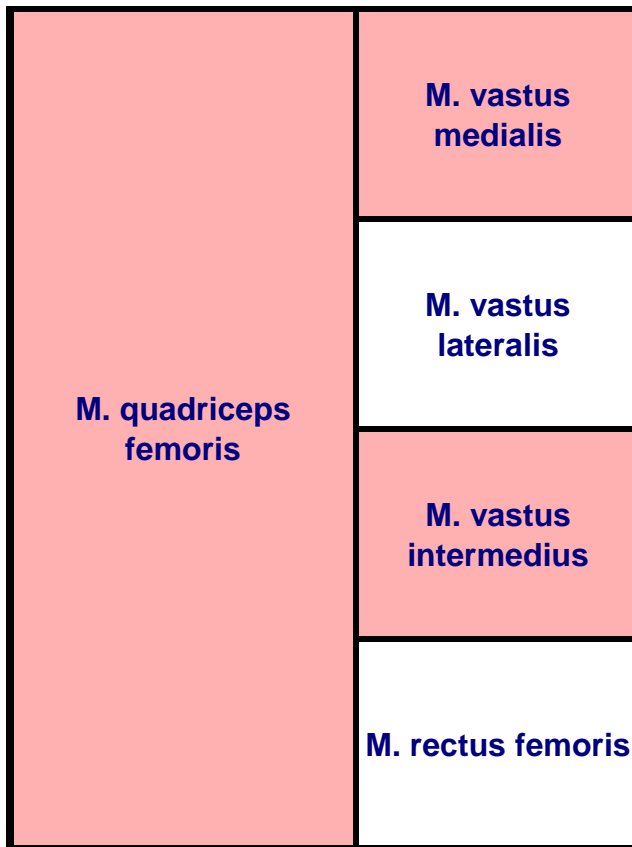 M. quadriceps
femoris
M. vastus
medialis
M. vastus
lateralis
M. vastus
intermedius
M. rectus femoris